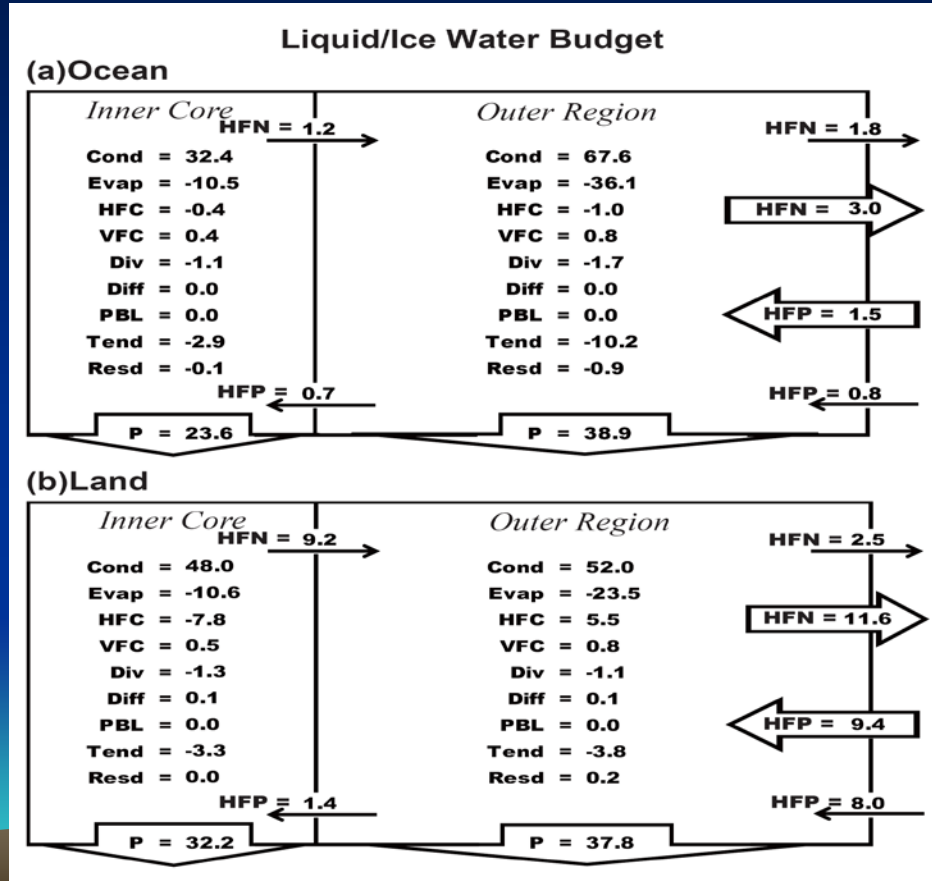 Liquid/Ice Water Budget
(a)Ocean
Inner Core
HFN = 1.2
Cond = 32.4
Evap = -10.5
HFC = -0.4
VFC = 0.4
Div = -1.1
Diff = 0.0
PBL = 0.0
Tend = -2.9
Resd = -0.1
HFP = 0.7
P = 23.6
Outer Region
Cond = 67.6
Evap = -36.1
HFC = -1.0
VFC = 0.8
Div = -1.7
Diff = 0.0
PBL = 0.0
Tend = -10.2
Resd = -0.9
P = 38.9
HFN = 1.8
HFN = 3.0
HFP = 1.5
HFP = 0.8
(b)Land
Inner Core
HFN = 9.2
Cond = 48.0
Evap = -10.6
HFC = -7.8
VFC = 0.5
Div = -1.3
Diff = 0.1
PBL = 0.0
Tend = -3.3
Resd = 0.0
HFP = 1.4
P = 32.2
Outer Region
Cond = 52.0
Evap = -23.5
HFC = 5.5
VFC = 0.8
Div = -1.1
Diff = 0.1
PBL = 0.0
Tend = -3.8
Resd = 0.2
P = 37.8
HFN = 2.5
HFN = 11.6
HFP = 9.4
HFP = 8.0